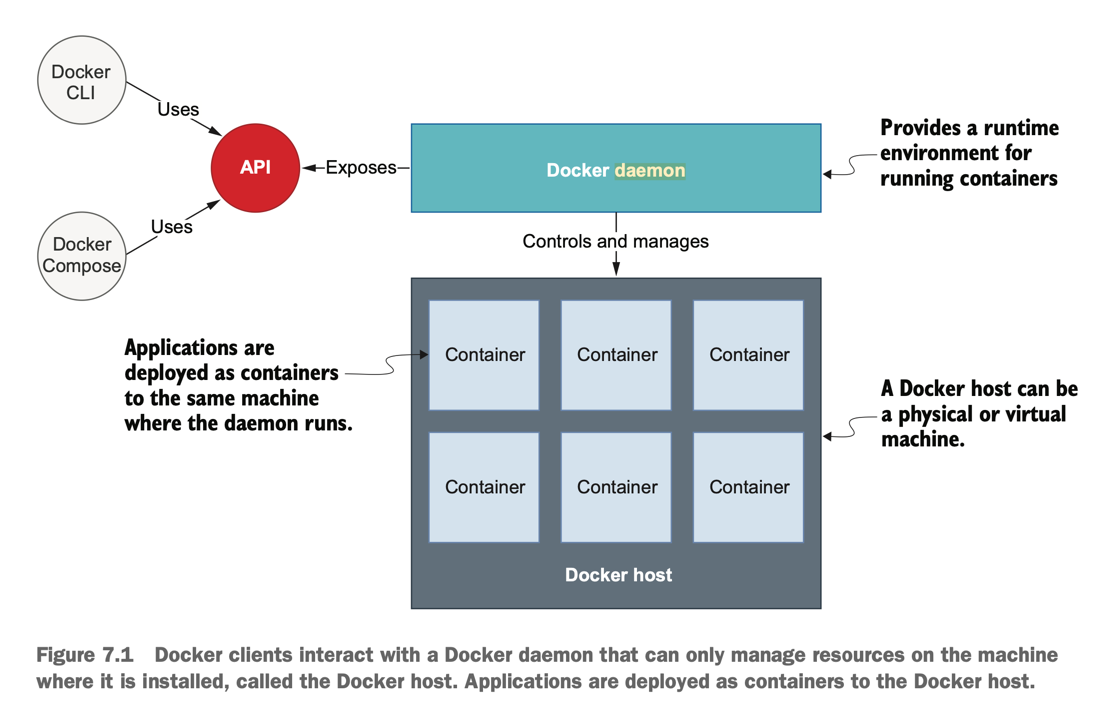 Docker
CLI
Uses
API
Exposes
Docker daemon
Provides a runtime
environment for
running containers
Uses
Docker
Compose
Controls and manages
Applications are
deployed as containers
to the same machine
where the daemon runs.
Container
Container
Container
A Docker host can be
a physical or virtual
machine.
Container
Container
Container
Docker host
Figure 7.1 Docker clients interact with a Docker daemon that can only manage resources on the machine
where it is installed, called the Docker host. Applications are deployed as containers to the Docker host.